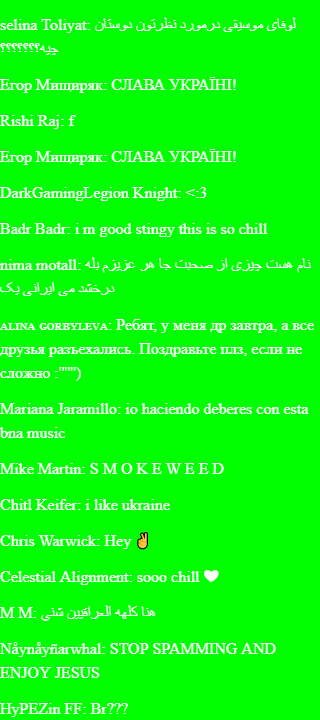 selina Toliyat: لوفای موسیقی درمورد نظرتون دوستان
چیه؟؟؟؟؟؟؟
Егор Мищиряк: СЛАВА УКРАЇНІ!
Rishi Raj: f
Егор Мищиряк: СЛАВА УКРАЇНІ!
DarkGamingLegion Knight: <:3
Badr Badr: i m good stingy this is so chill
nima motall: نام هست چیزی از صحبت جا هر عزیزم بله
درخشد می ایرانی یک
ALINA GORBYLEVA: Ребят, у меня др завтра, а все
друзья разъехались. Поздравьте плз, если не
сложно :""")
Mariana Jaramillo: io haciendo deberes con esta
bna music
Mike Martin: S M O K E W E E D
Chitl Keifer: i like ukraine
Chris Warwick: Hey ✌
Celestial Alignment: sooo chill 🤍
M M: هنا كلهه العراقيين شني
Nåynåyñarwhal: STOP SPAMMING AND
ENJOY JESUS
HyPEZin FF: Br???